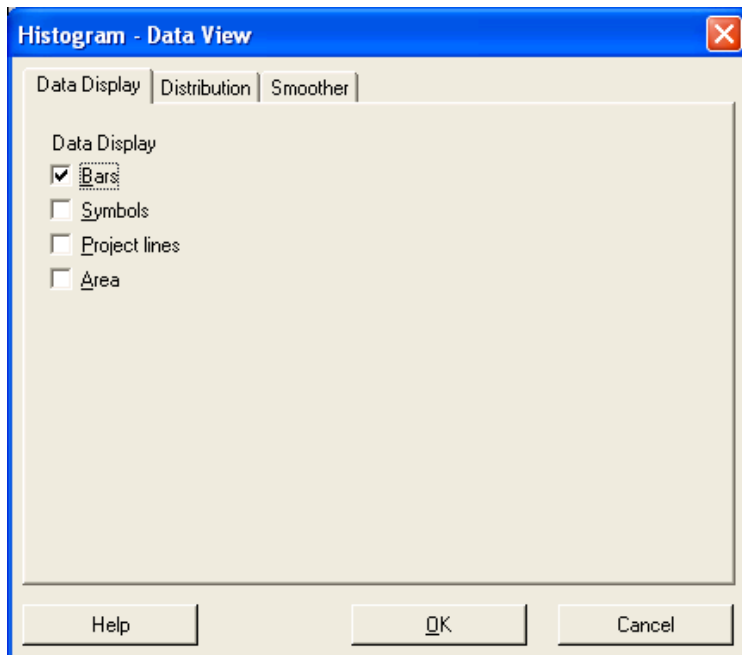 Histogram - Data View
Data Display Distribution Smoother
Data Display
Bars
Symbols
Project lines
Area
Help OK Cancel